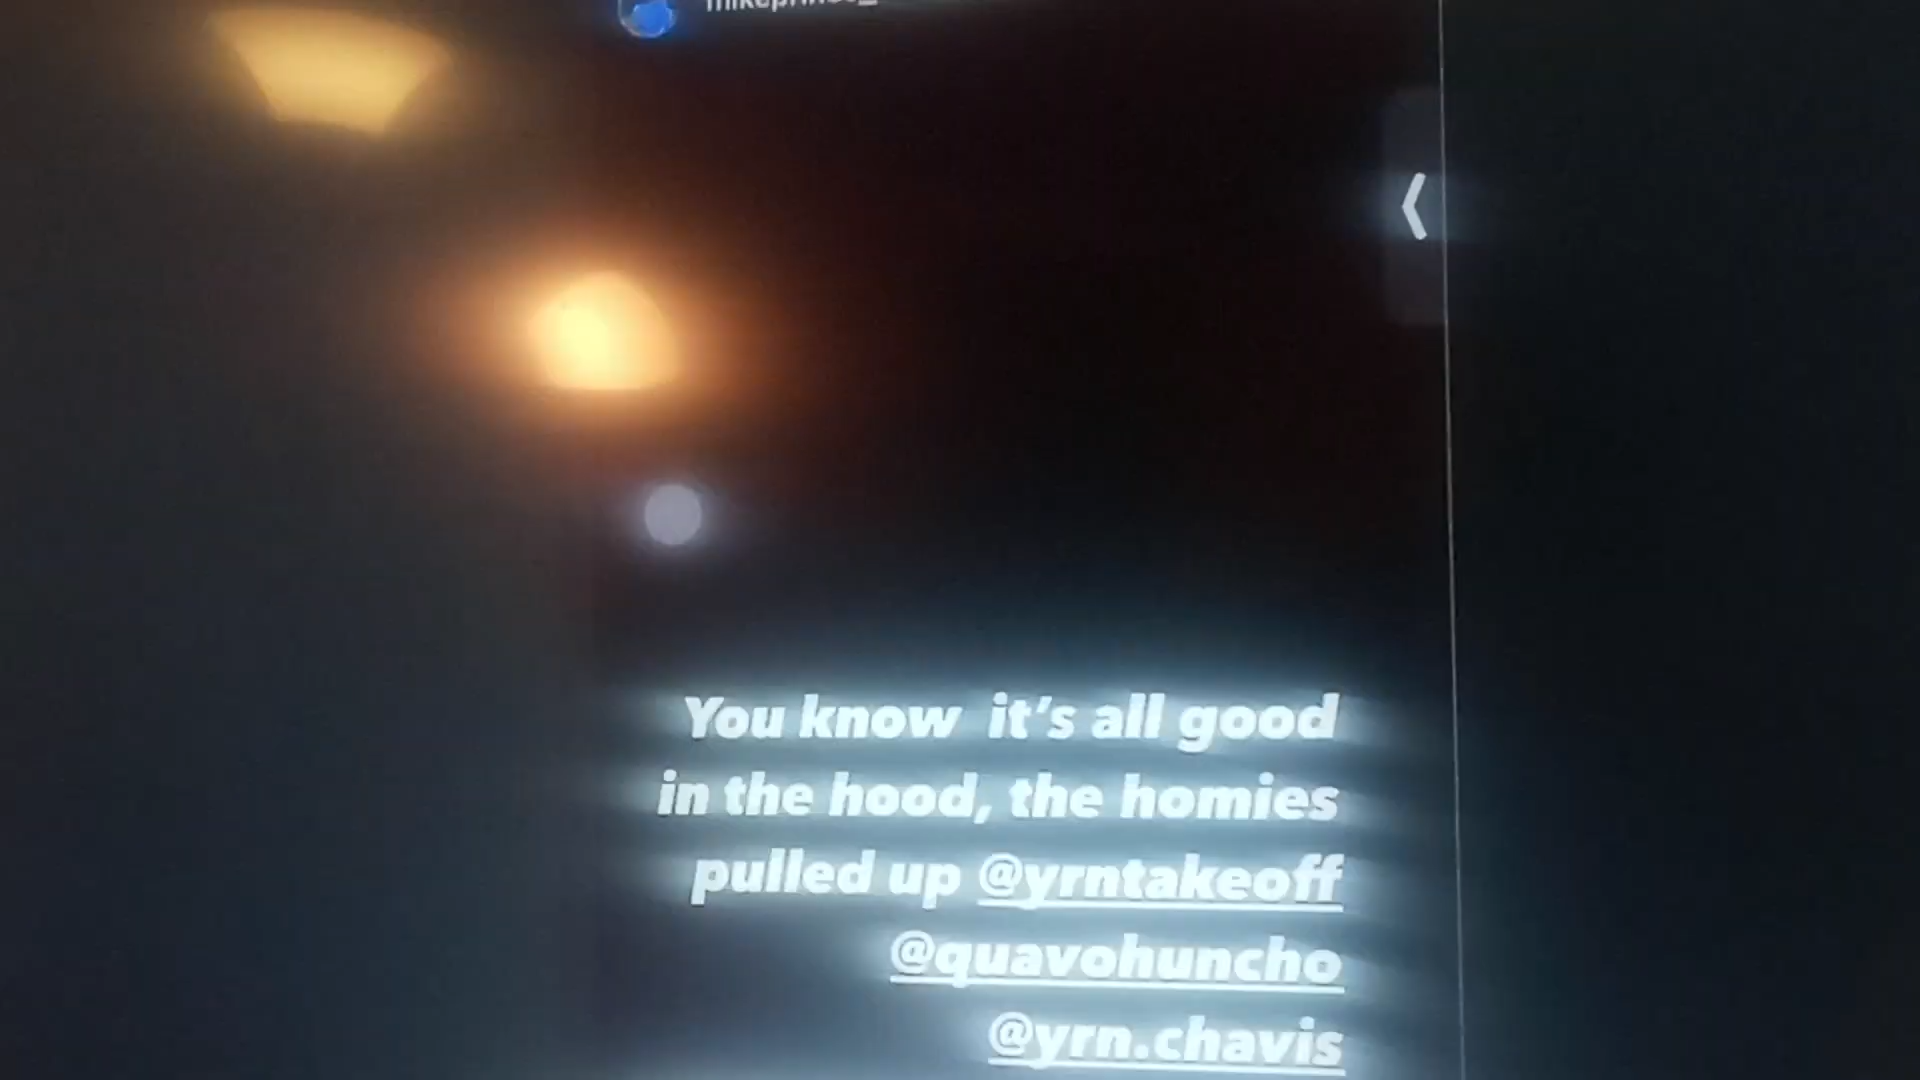 You know it's all good
in the hood, the homies
pulled up @yrntakeoff
@quavohuncho
@yrn.chavis